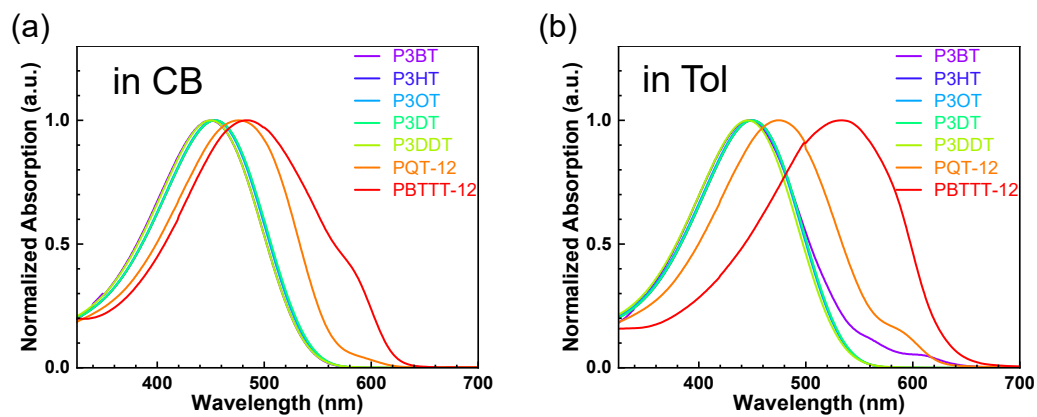 (a)
in CB
P3BT
P3HT
P3OT
P3DT
P3DDT
PQT-12
PBTTT-12
Normalized Absorption (a.u.)
1.0
0.5
0.0
400
500
600
700
Wavelength (nm)
(b)
in Tol
P3BT
P3HT
P3OT
P3DT
P3DDT
PQT-12
PBTTT-12
Normalized Absorption (a.u.)
1.0
0.5
0.0
400
500
600
700
Wavelength (nm)